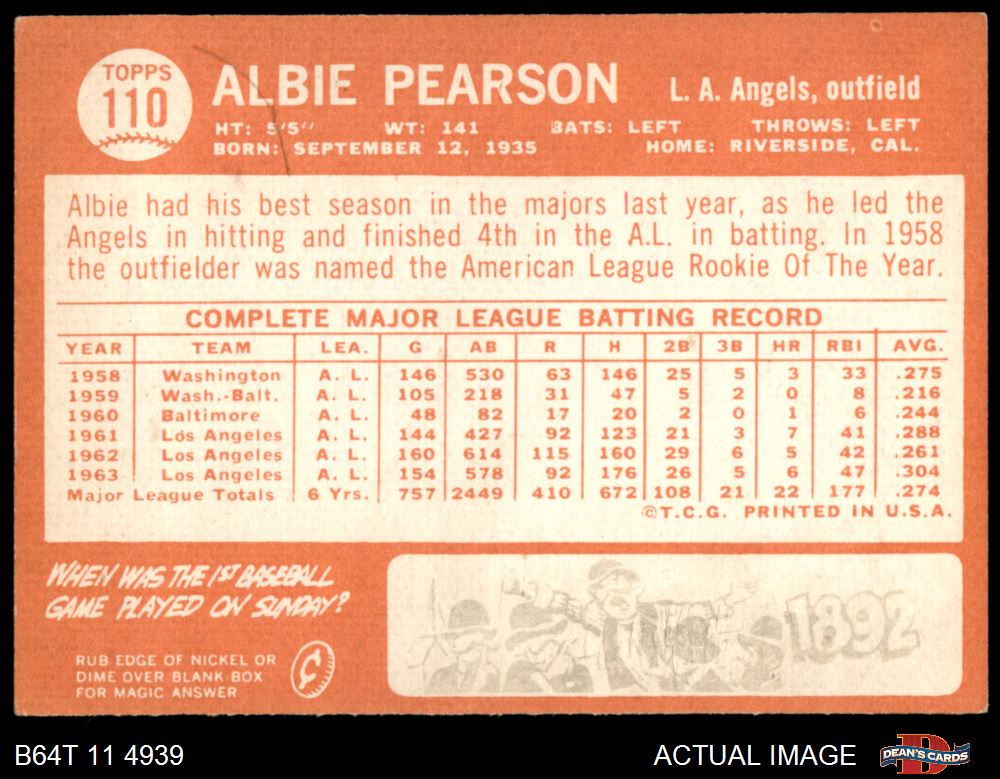 TOPPS
110
ALBIE PEARSON
L. A. Angels, outfield
HT: 5'5" WT: 141 BATS: LEFT THROWS: LEFT
BORN: SEPTEMBER 12, 1935 HOME: RIVERSIDE, CAL.
Albie had his best season in the majors last year, as he led the
Angels in hitting and finished 4th in the A.L. in batting. In 1958
the outfielder was named the American League Rookie Of The Year.
COMPLETE MAJOR LEAGUE BATTING RECORD
YEAR TEAM LEA. G AB R H 2B 3B HR RBI AVG.
1958 Washington A. L. 146 530 63 146 25 5 3 33 .275
1959 Wash.-Balt. A. L. 105 218 31 47 5 2 0 8 .216
1960 Baltimore A. L. 48 82 17 20 2 0 1 6 .244
1961 Los Angeles A. L. 144 427 92 123 21 3 7 41 .288
1962 Los Angeles A. L. 160 614 115 160 29 6 5 42 .261
1963 Los Angeles A. L. 154 578 92 176 26 5 6 47 .304
Major League Totals 6 Yrs. 757 2449 410 672 108 21 22 177 .274
©T.C.G. PRINTED IN U.S.A.
WHEN WAS THE 1ST BASEBALL
GAME PLAYED ON SUNDAY?
1892
RUB EDGE OF NICKEL OR
DIME OVER BLANK BOX
FOR MAGIC ANSWER
B64T 11 4939
ACTUAL IMAGE
DEAN'S CARDS